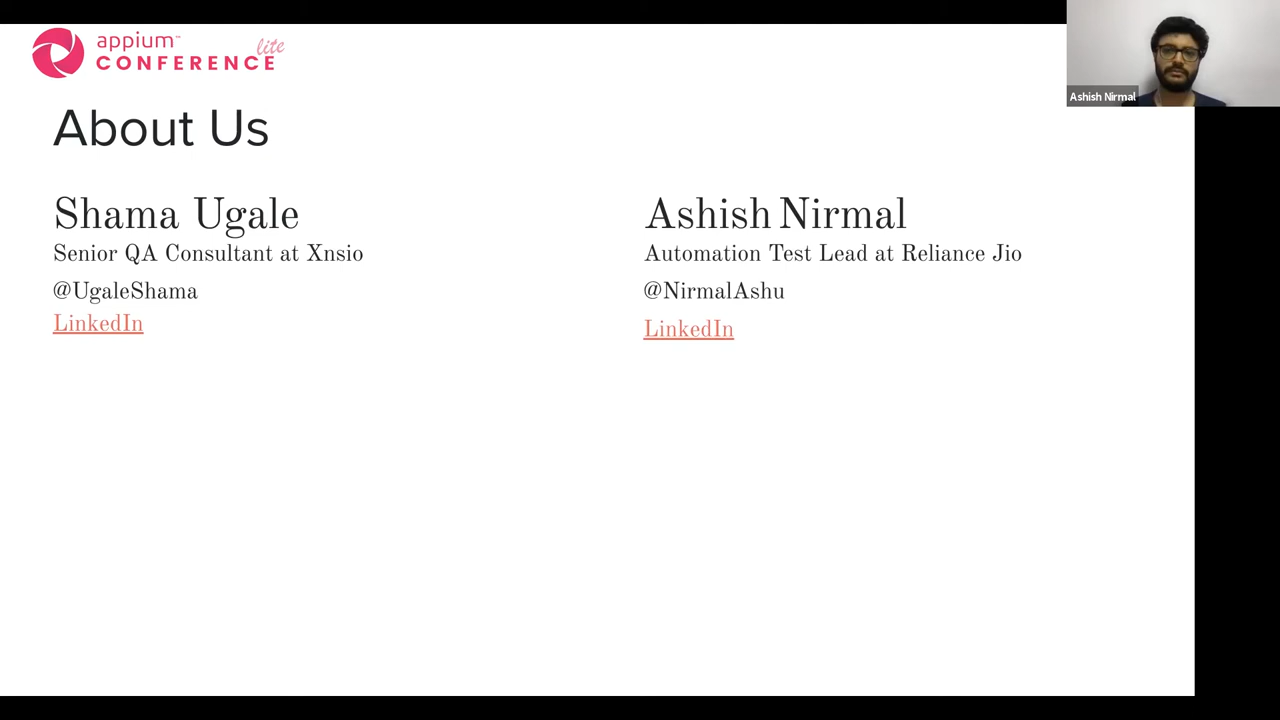 appium™
CONFERENCE lite
Ashish Nirmal
About Us
Shama Ugale
Senior QA Consultant at Xnsio
@UgaleShama
LinkedIn
Ashish Nirmal
Automation Test Lead at Reliance Jio
@NirmalAshu
LinkedIn